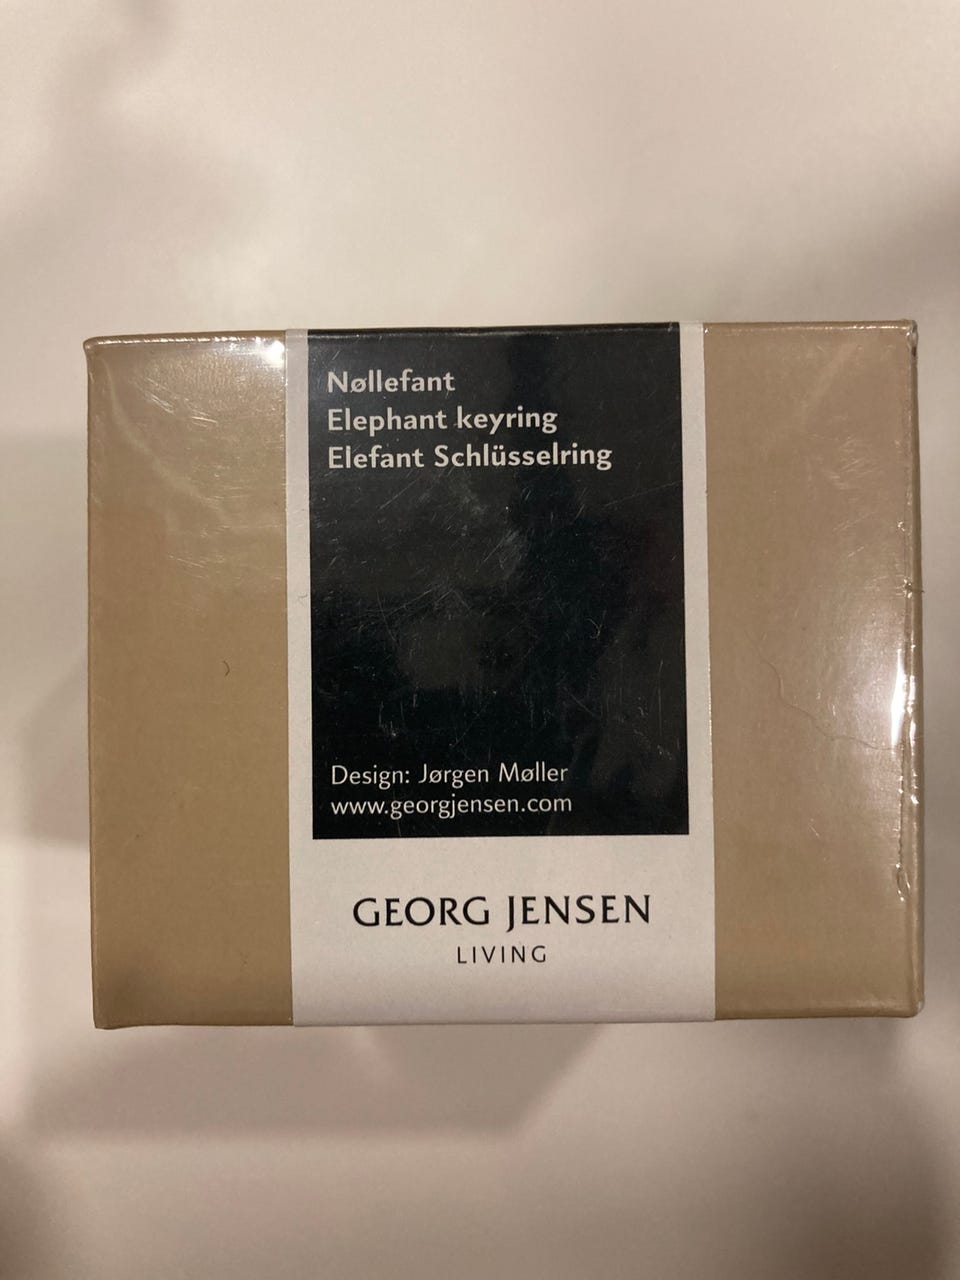 Nøllefant
Elephant keyring
Elefant Schlüsselring
Design: Jørgen Møller
www.georgjensen.com
GEORG JENSEN
LIVING